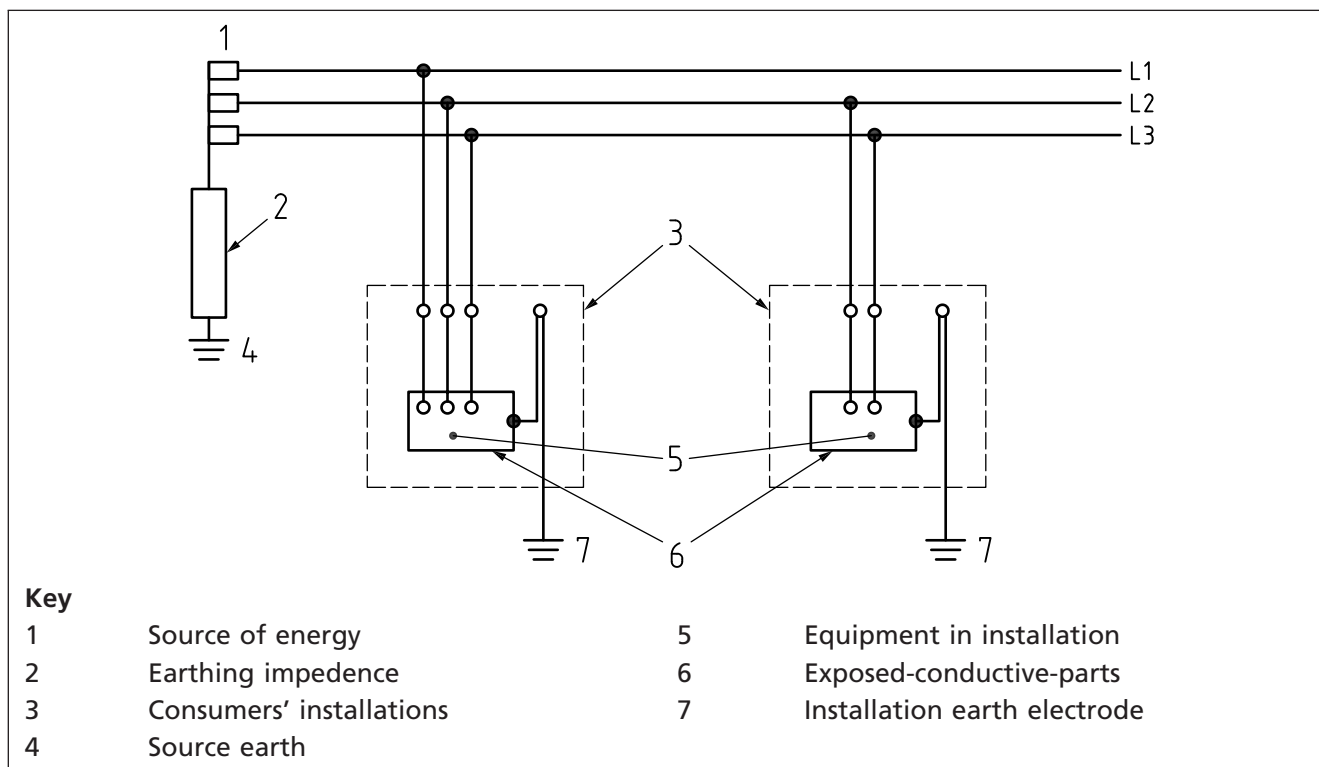 1
L1
L2
L3
2
3
4
5
6
7
7
Key
1 Source of energy
2 Earthing impedence
3 Consumers’ installations
4 Source earth
5 Equipment in installation
6 Exposed-conductive-parts
7 Installation earth electrode